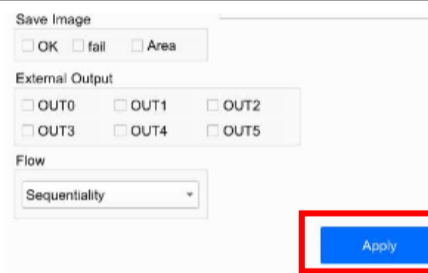 Save Image
OK fail Area
External Output
OUT0 OUT1 OUT2
OUT3 OUT4 OUT5
Flow
Sequentiality
Apply